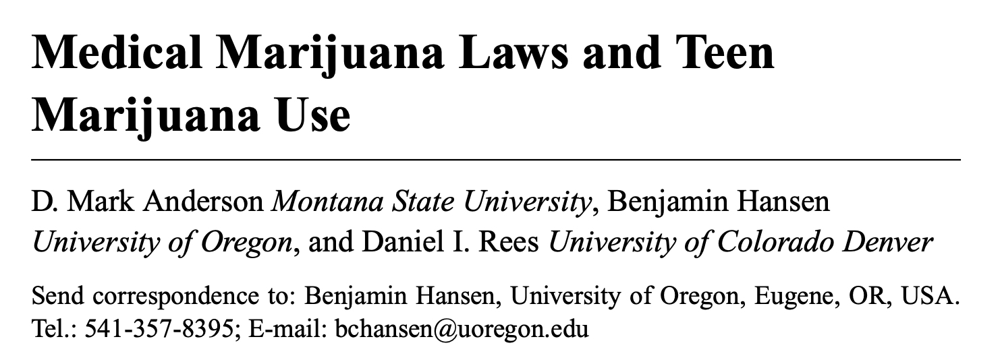 Medical Marijuana Laws and Teen
Marijuana Use
D. Mark Anderson Montana State University, Benjamin Hansen
University of Oregon, and Daniel I. Rees University of Colorado Denver
Send correspondence to: Benjamin Hansen, University of Oregon, Eugene, OR, USA.
Tel.: 541-357-8395; E-mail: bchansen@uoregon.edu